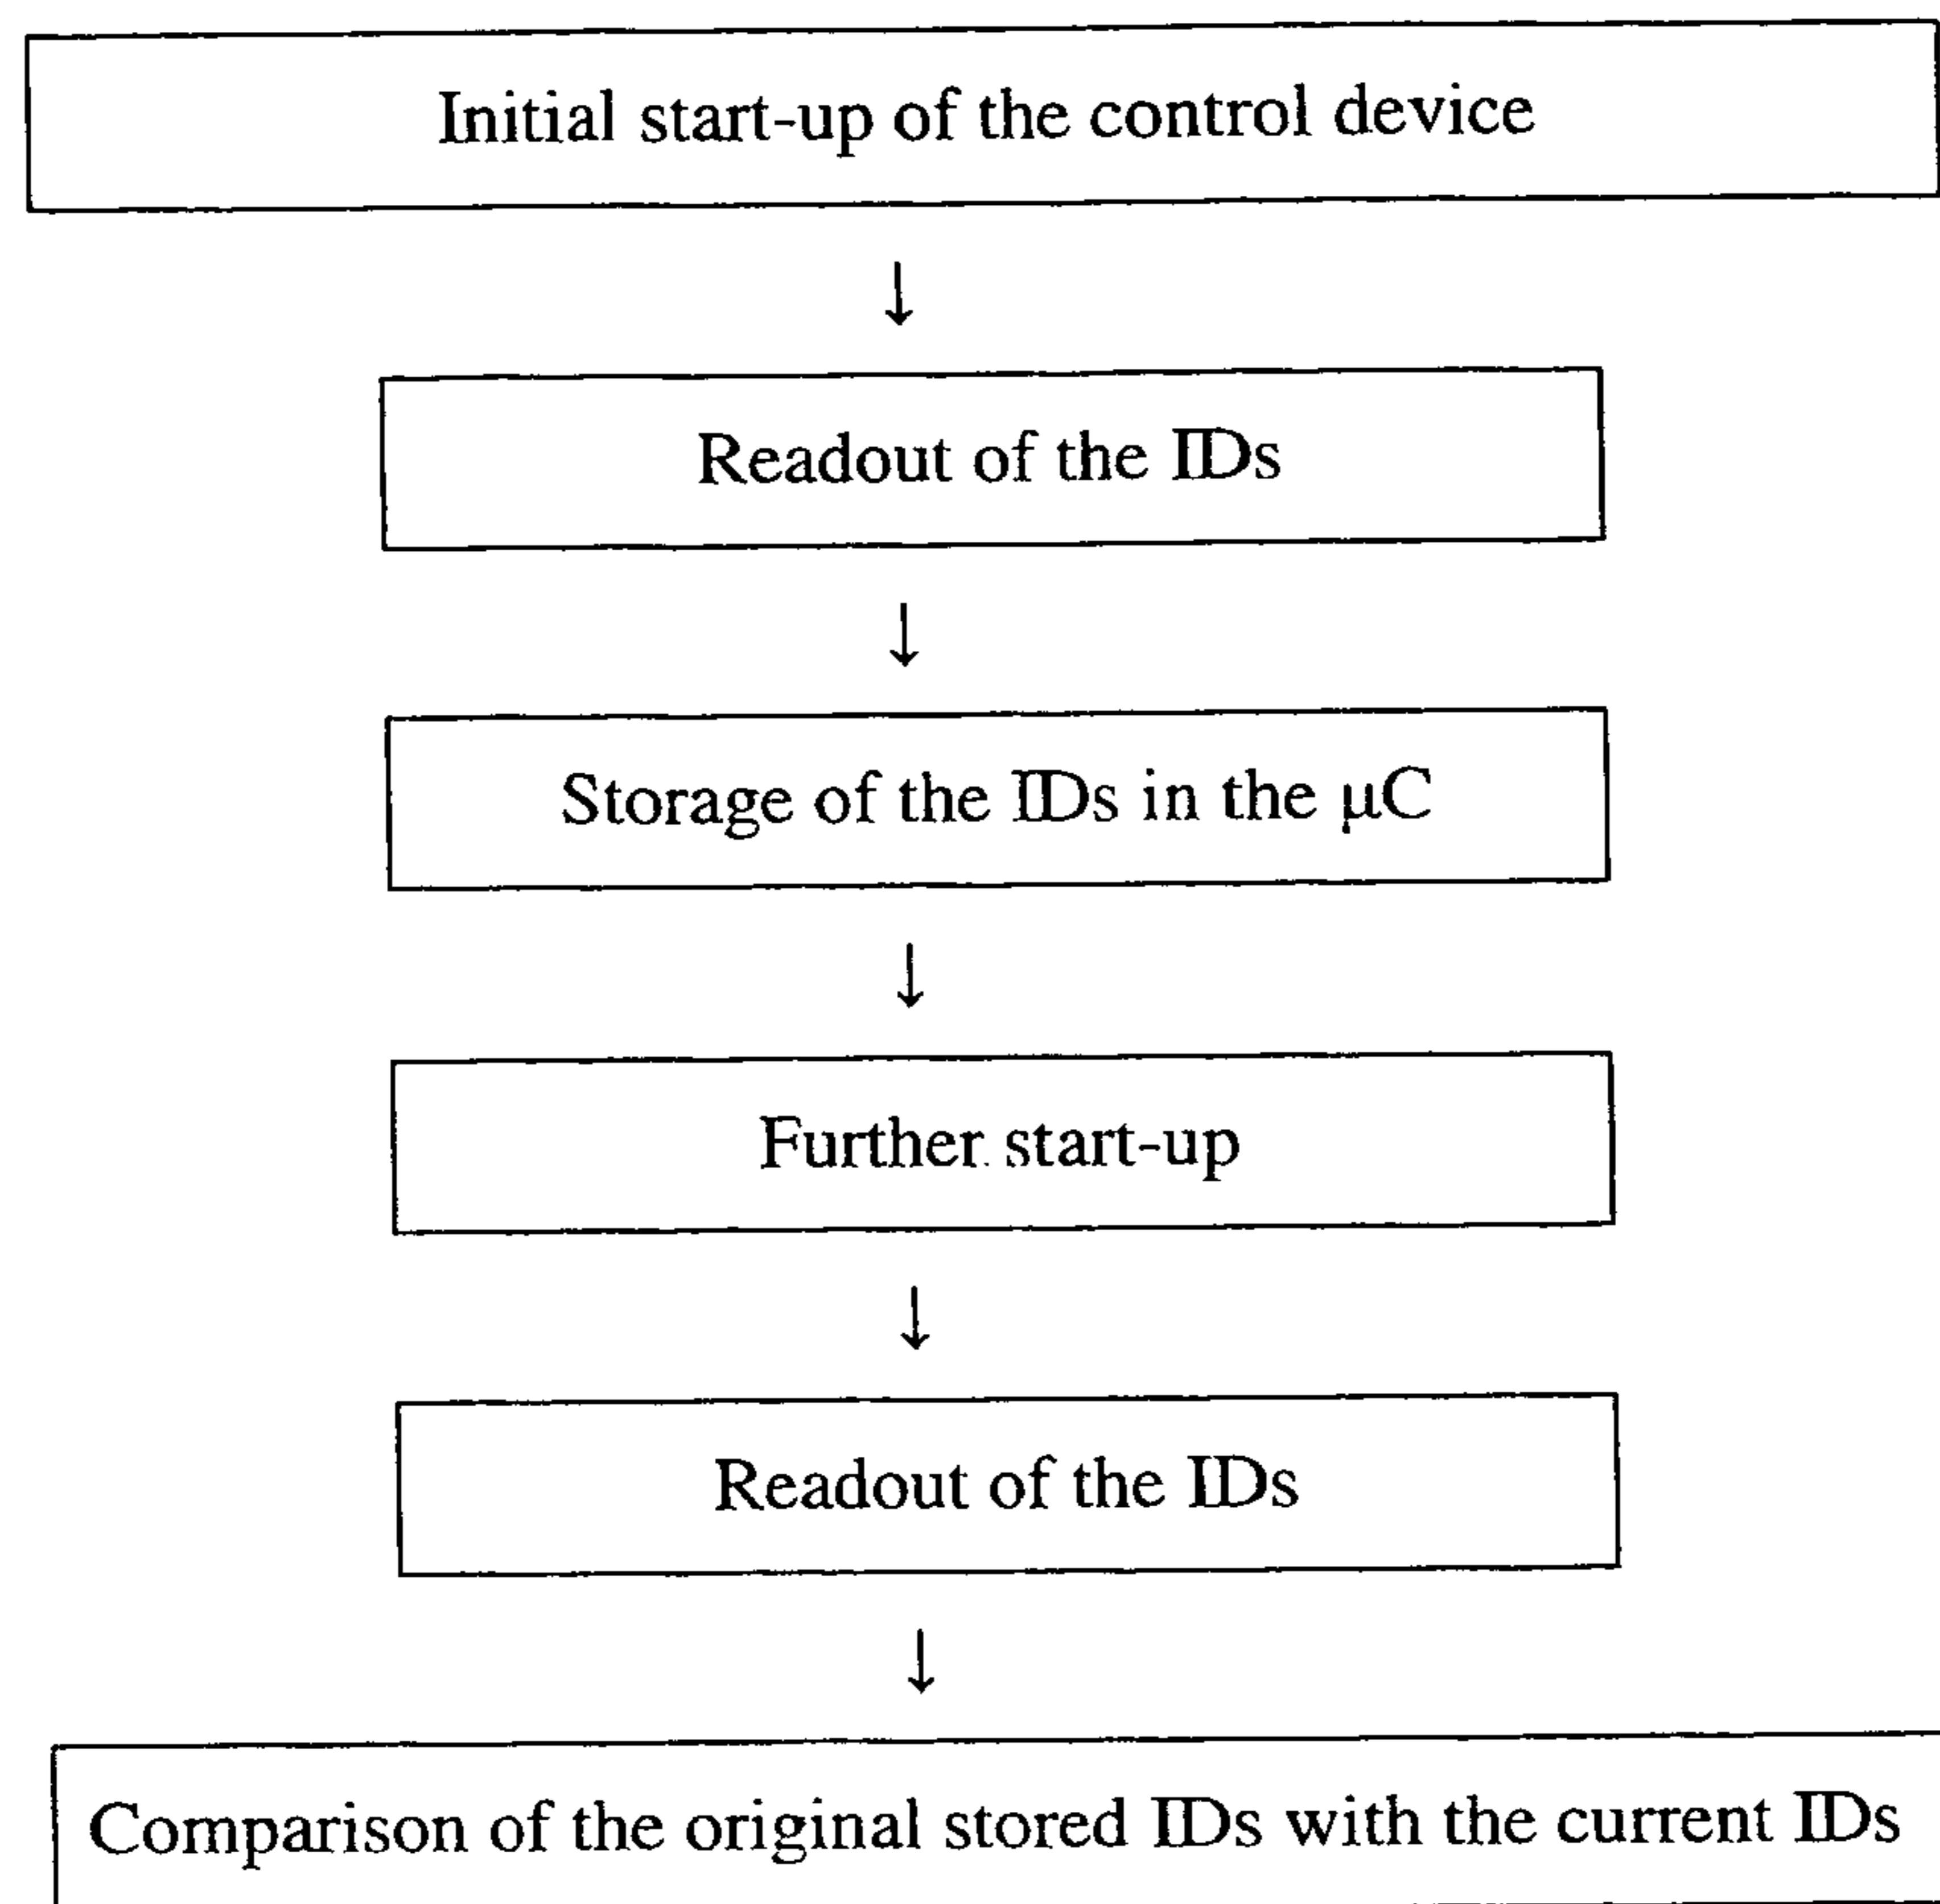 Initial start-up of the control device
↓
Readout of the IDs
↓
Storage of the IDs in the µC
↓
Further start-up
↓
Readout of the IDs
↓
Comparison of the original stored IDs with the current IDs